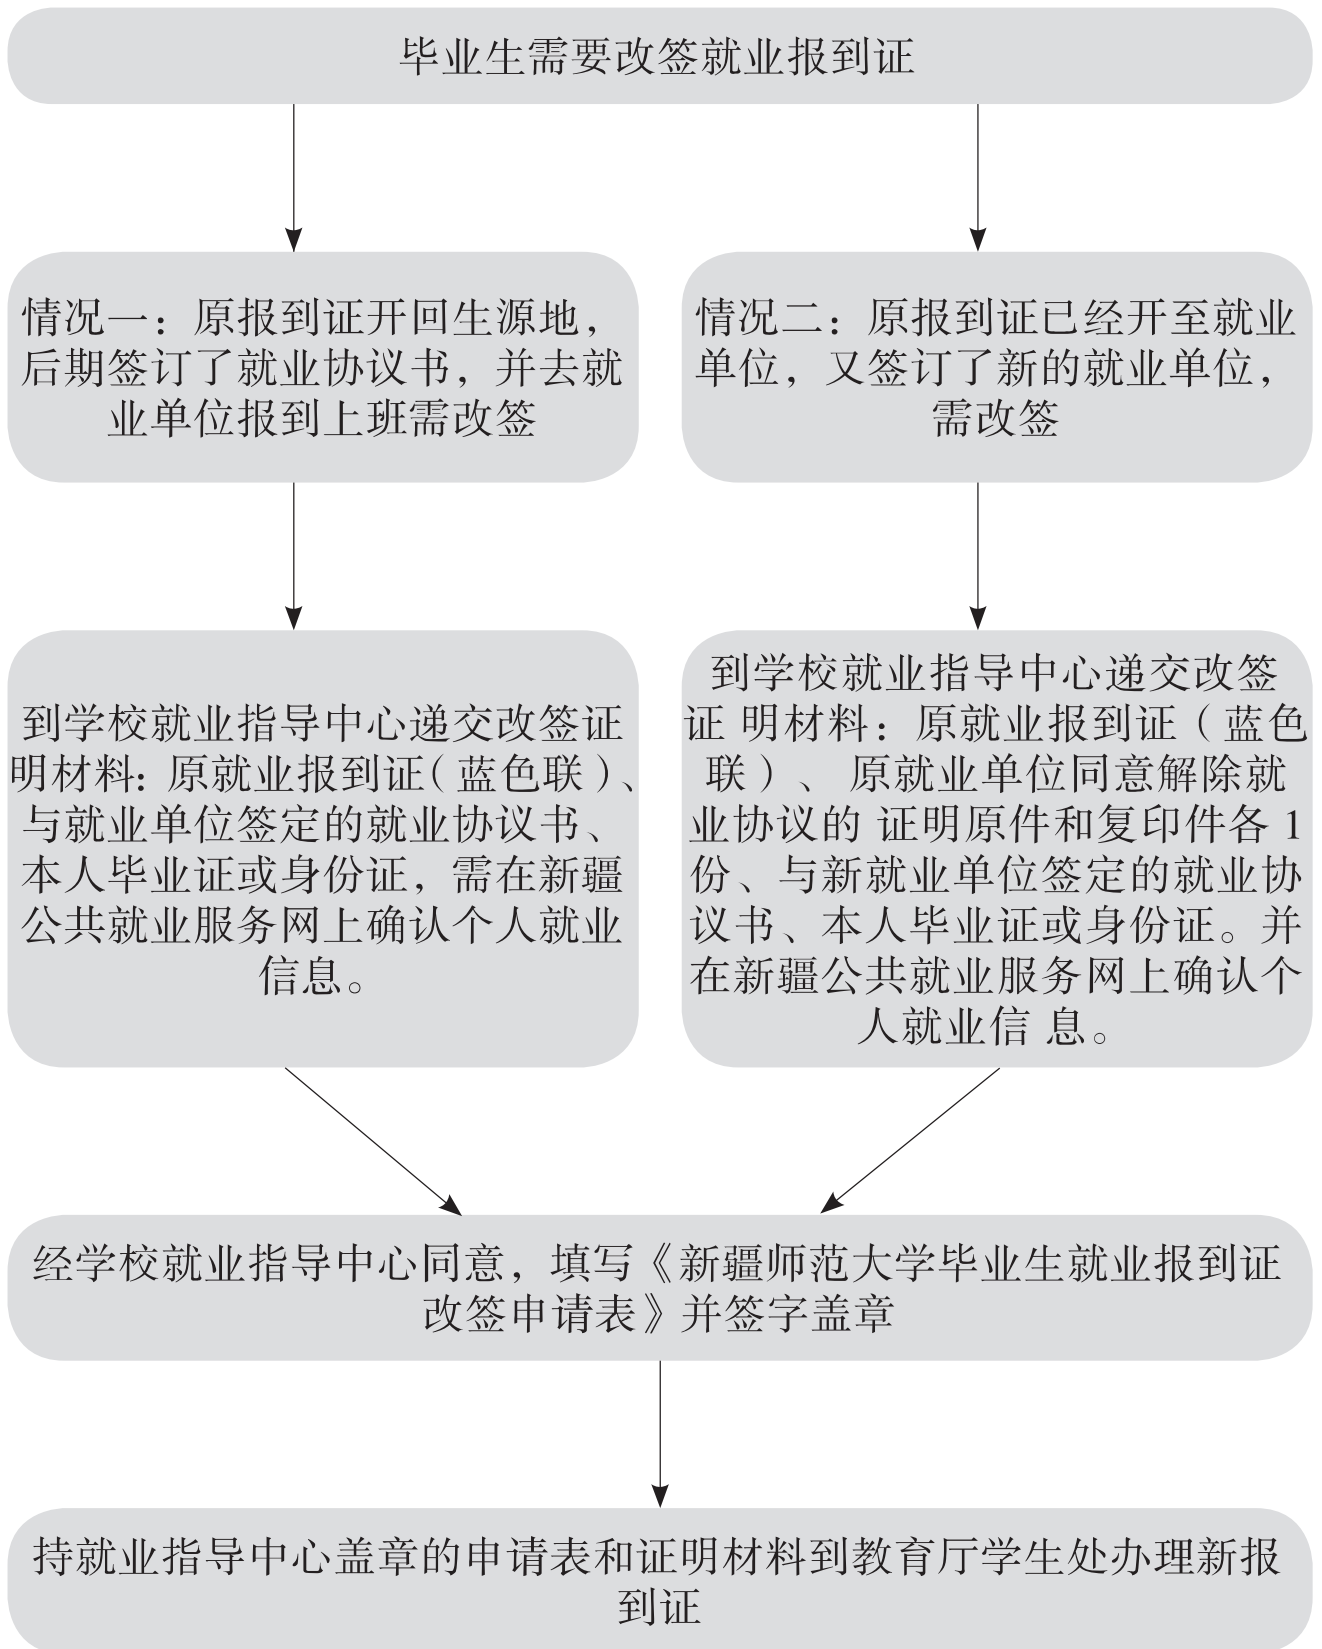 毕业生需要改签就业报到证
情况一：原报到证开回生源地，
后期签订了就业协议书，并去就
业单位报到上班需改签
情况二：原报到证已经开至就业
单位，又签订了新的就业单位，
需改签
到学校就业指导中心递交改签证
明材料：原就业报到证（蓝色联）、
与就业单位签定的就业协议书、
本人毕业证或身份证，需在新疆
公共就业服务网上确认个人就业
信息。
到学校就业指导中心递交改签
证 明材料：原就业报到证（蓝色
联）、 原就业单位同意解除就
业协议的 证明原件和复印件各 1
份、与新就业单位签定的就业协
议书、本人毕业证或身份证。并
在新疆公共就业服务网上确认个
人就业信 息。
经学校就业指导中心同意，填写《新疆师范大学毕业生就业报到证
改签申请表》并签字盖章
持就业指导中心盖章的申请表和证明材料到教育厅学生处办理新报
到证